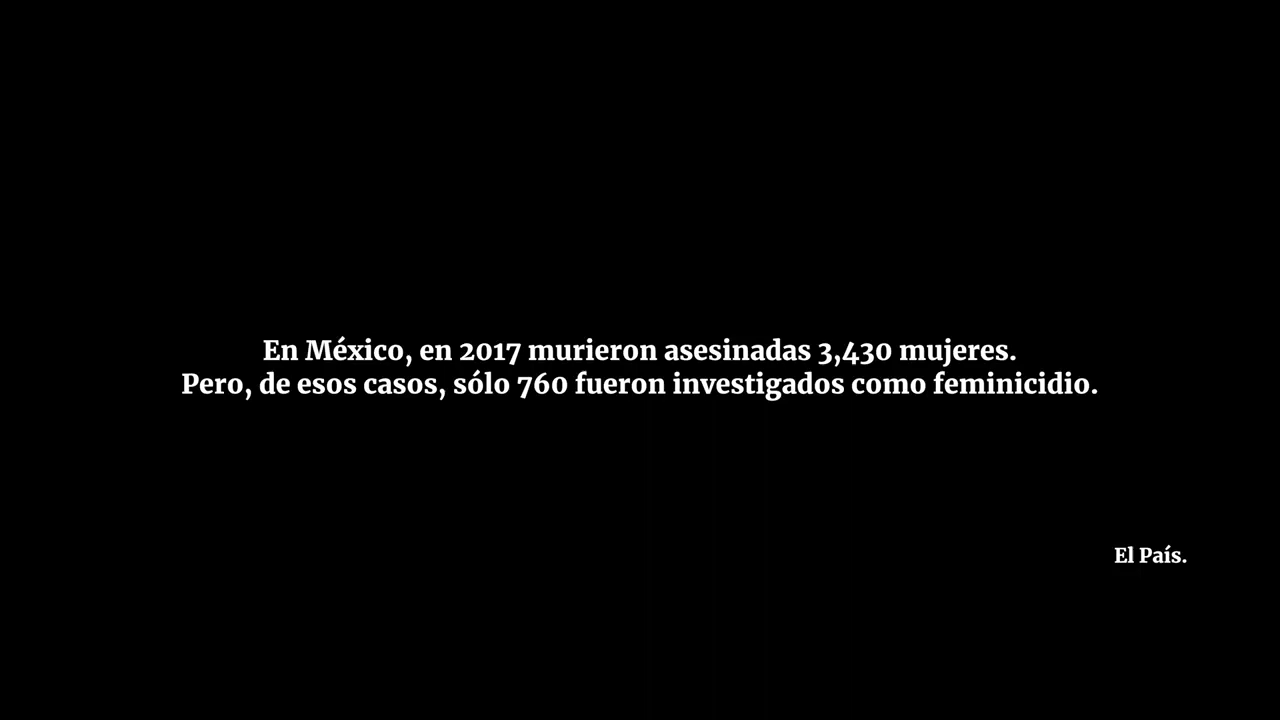 En México, en 2017 murieron asesinadas 3,430 mujeres.
Pero, de esos casos, sólo 760 fueron investigados como feminicidio.
El País.